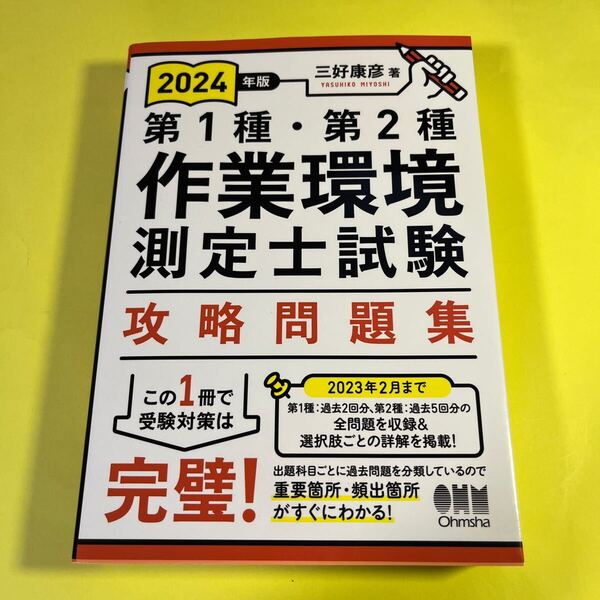 2024年版
三好康彦 著
YASUHIKO MIYOSHI
第1種・第2種
作業環境
測定士試験
攻略問題集
この1冊で
受験対策は
完璧!
2023年2月まで
第1種:過去2回分、第2種:過去5回分の
全問題を収録&
選択肢ごとの詳解を掲載!
出題科目ごとに過去問題を分類しているので
重要箇所・頻出箇所
がすぐにわかる!
OHM
Ohmsha